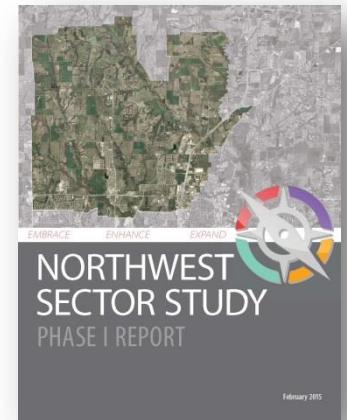 EMBRACE ENHANCE EXPAND
NORTHWEST
SECTOR STUDY
PHASE I REPORT
February 2015